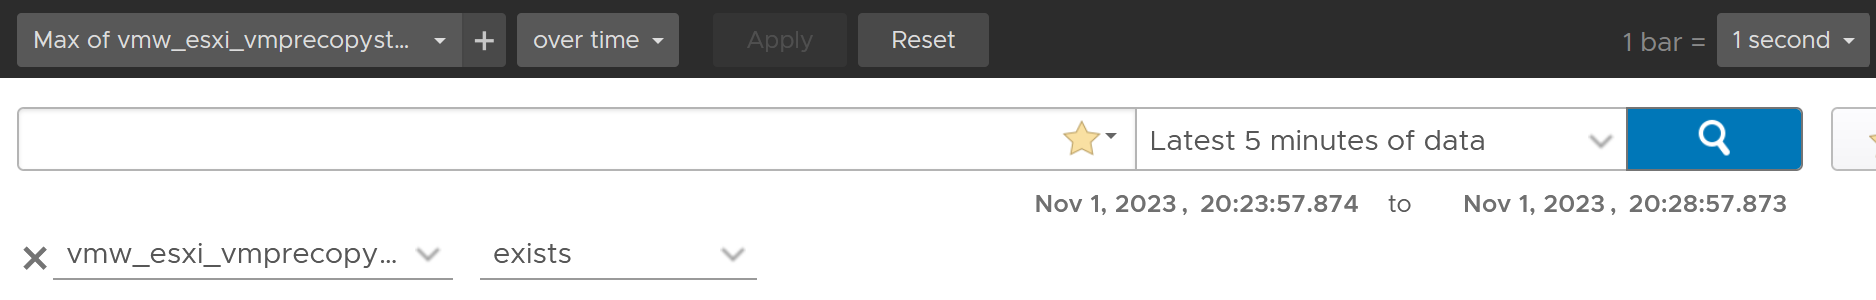 Max of vmw_esxi_vmprecopyst... + over time Apply Reset 1 bar = 1 second
Latest 5 minutes of data
Nov 1, 2023 , 20:23:57.874 to Nov 1, 2023 , 20:28:57.873
vmw_esxi_vmprecopy... exists